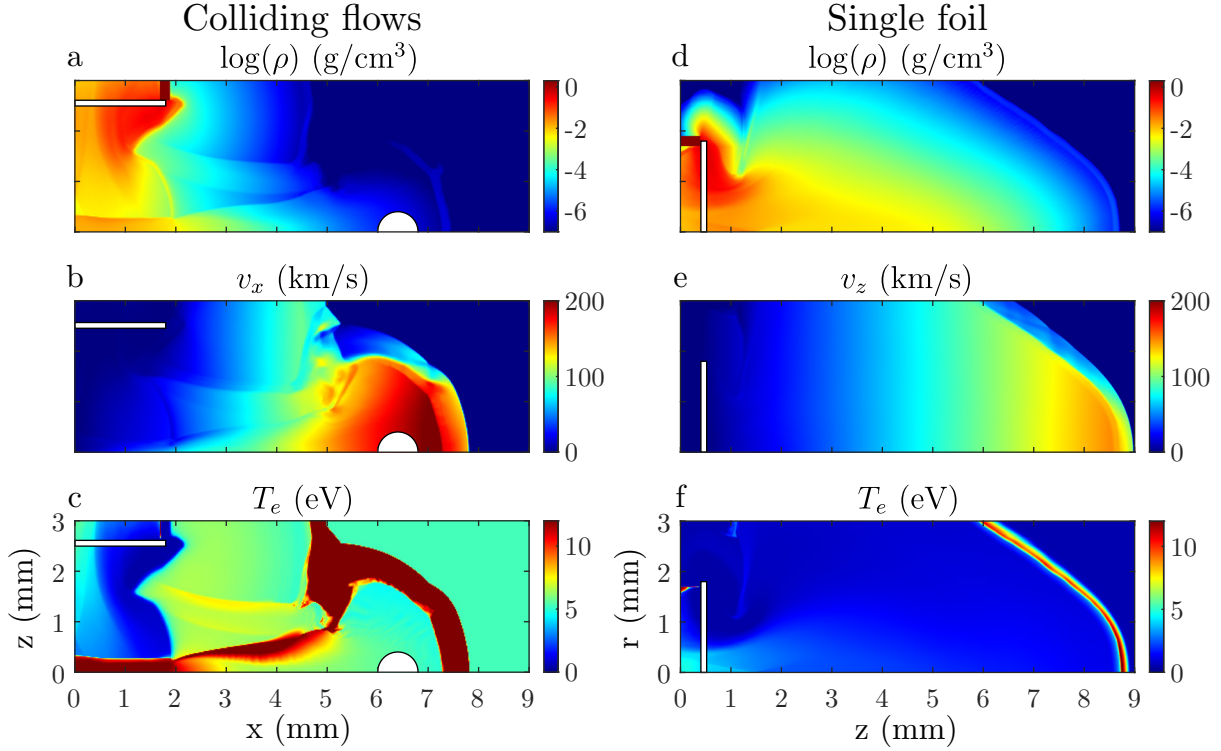 Colliding flows
Single foil
a
log(ρ) (g/cm³)
0
-2
-4
-6
d
log(ρ) (g/cm³)
0
-2
-4
-6
b
vₓ (km/s)
200
100
0
e
v_z (km/s)
200
100
0
c
Tₑ (eV)
3
2
1
0
z (mm)
0 1 2 3 4 5 6 7 8 9
x (mm)
10
5
0
f
Tₑ (eV)
3
2
1
0
r (mm)
0 1 2 3 4 5 6 7 8 9
z (mm)
10
5
0